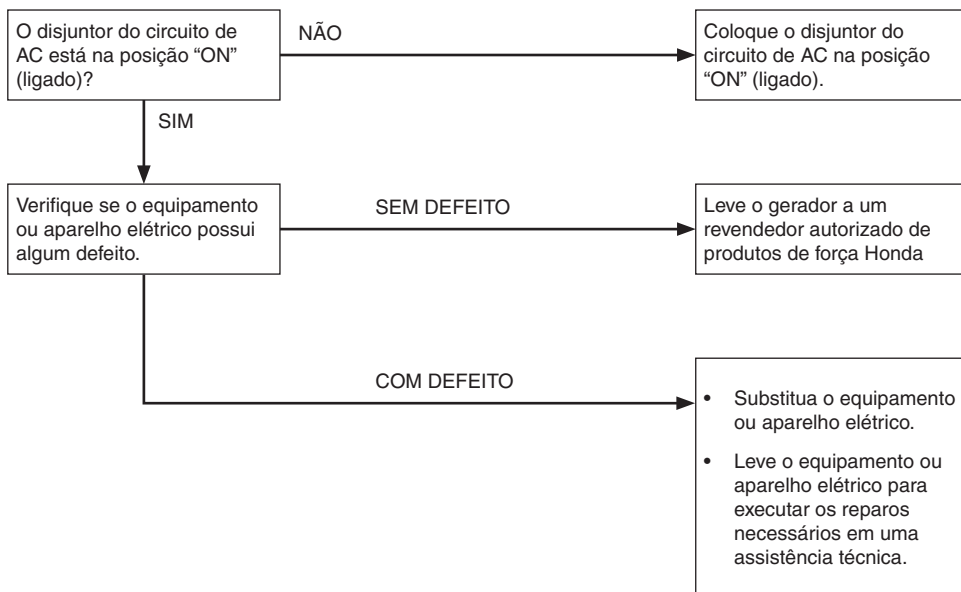 O disjuntor do circuito de
AC está na posição “ON”
(ligado)?
NÃO
Coloque o disjuntor do
circuito de AC na posição
“ON” (ligado).
SIM
Verifique se o equipamento
ou aparelho elétrico possui
algum defeito.
SEM DEFEITO
Leve o gerador a um
revendedor autorizado de
produtos de força Honda
COM DEFEITO
• Substitua o equipamento
ou aparelho elétrico.
• Leve o equipamento ou
aparelho elétrico para
executar os reparos
necessários em uma
assistência técnica.